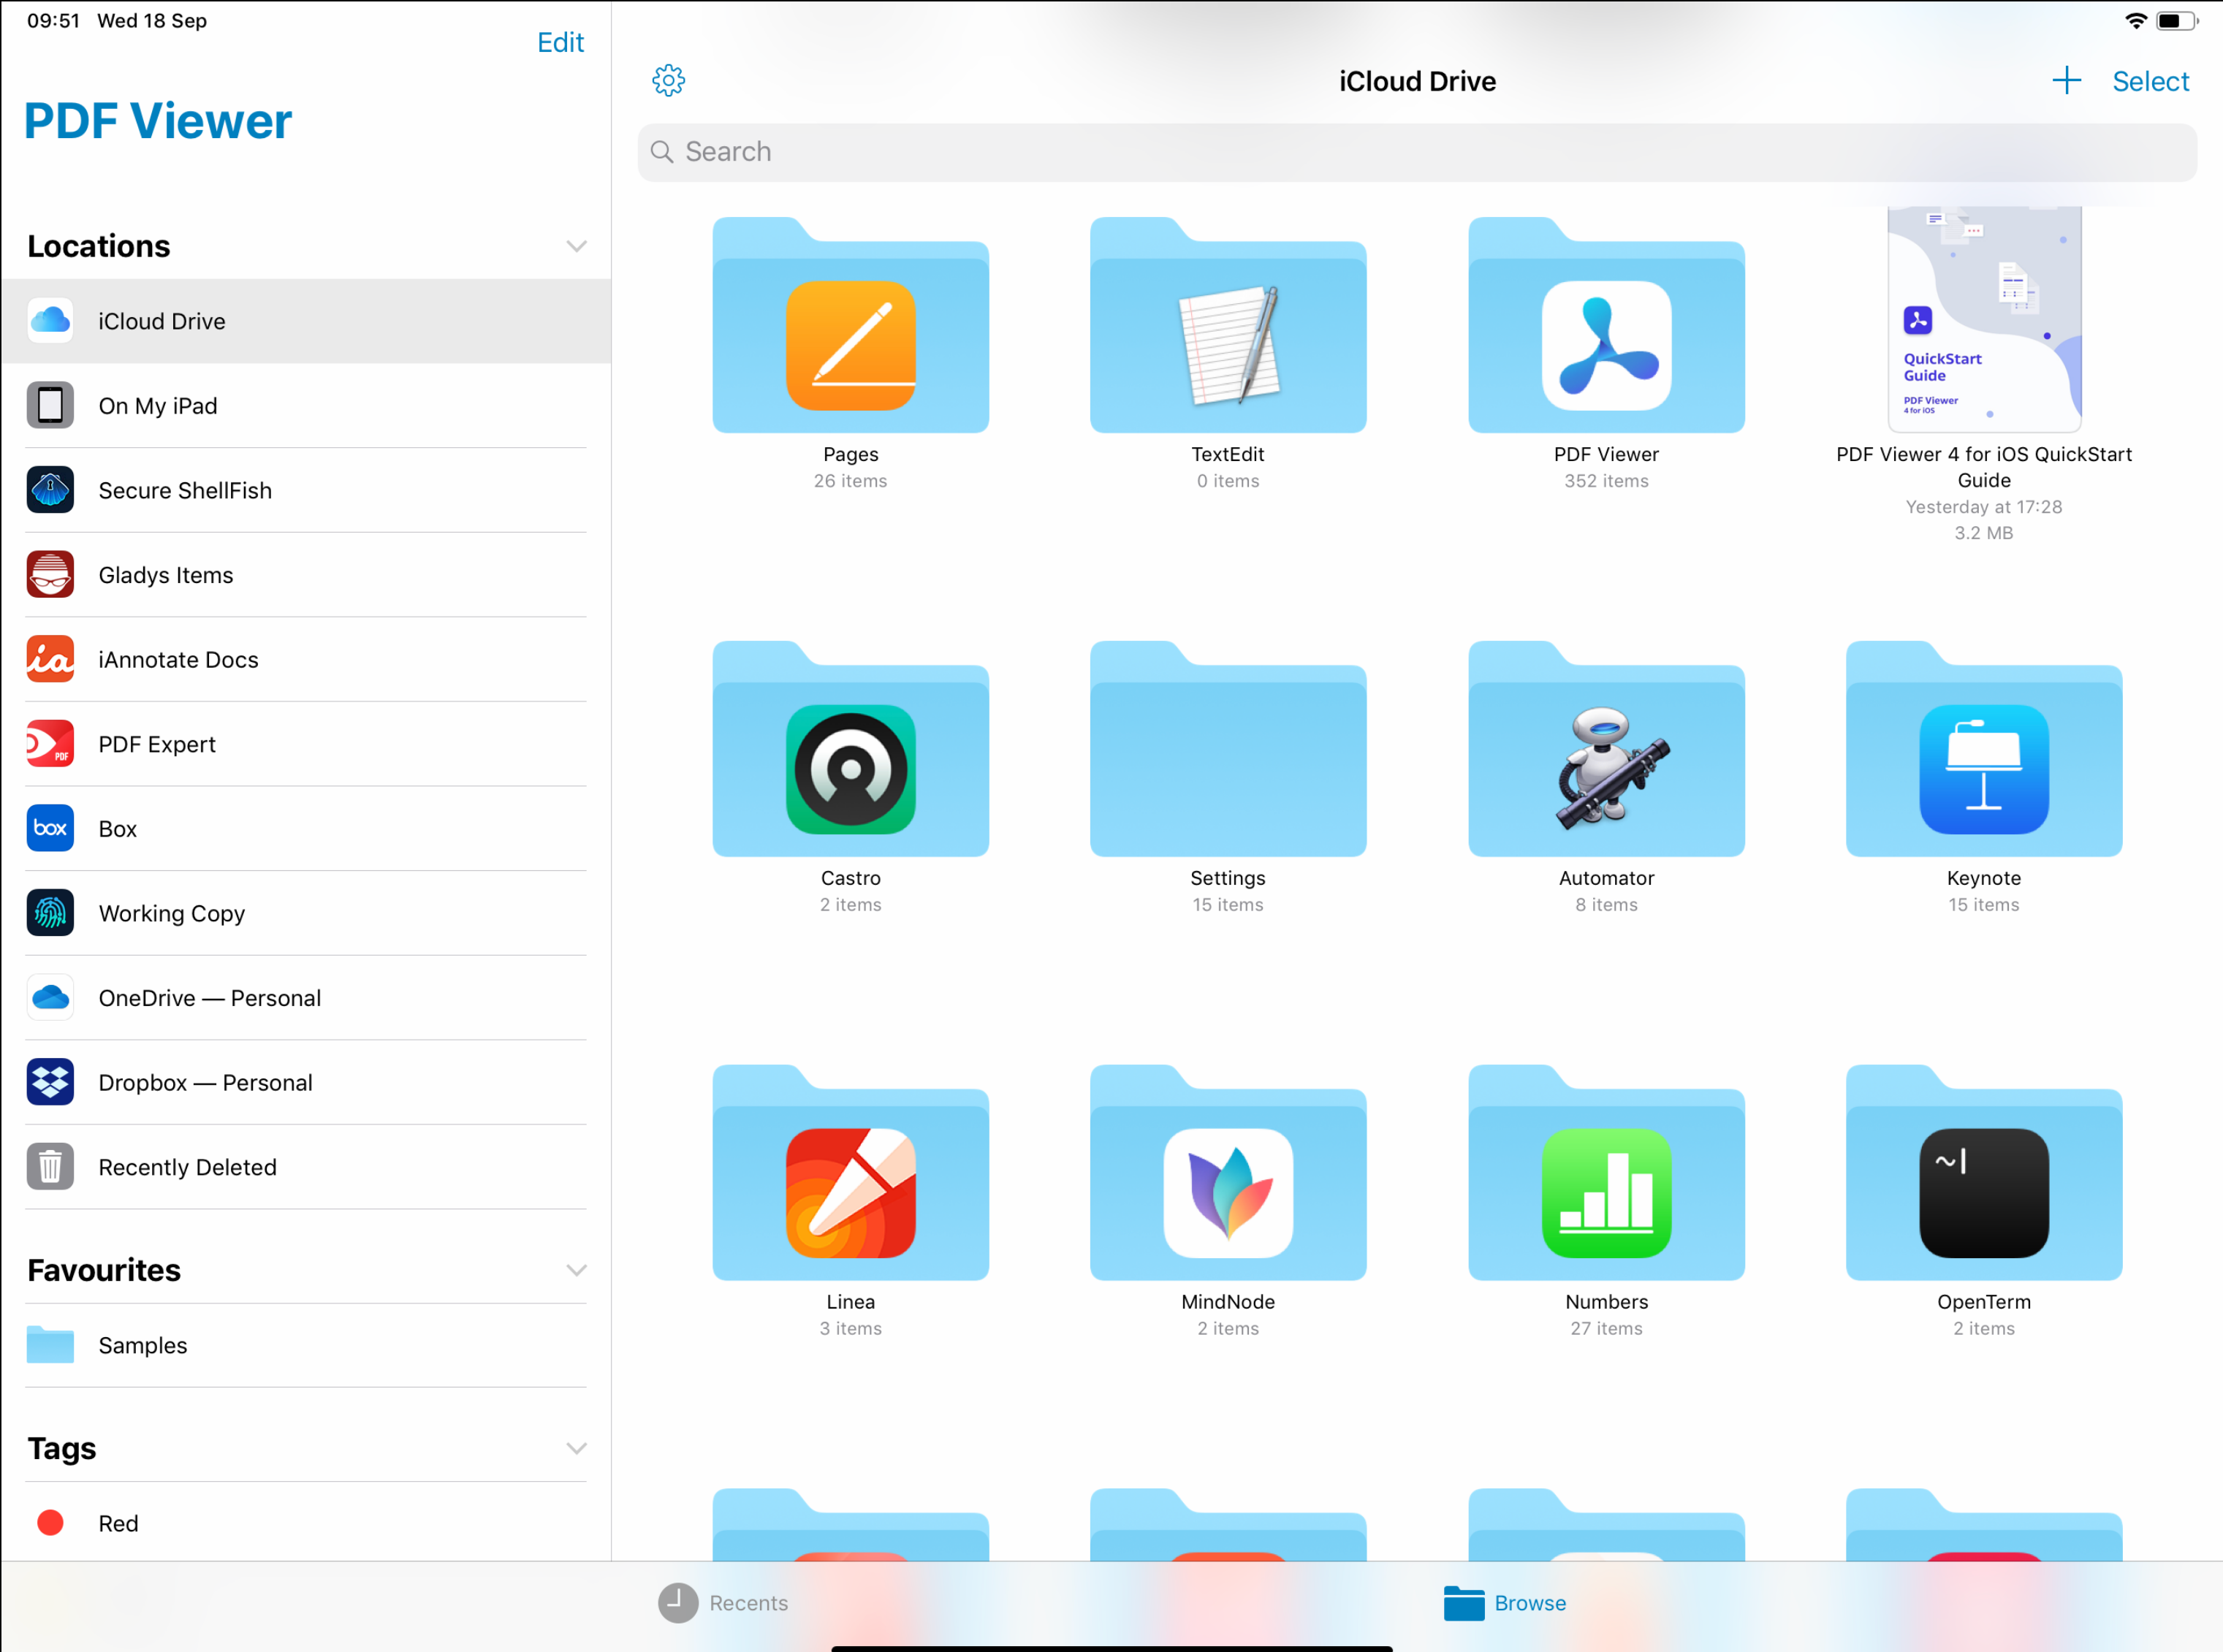 09:51 Wed 18 Sep
Edit
PDF Viewer
Locations
iCloud Drive
On My iPad
Secure ShellFish
Gladys Items
ia
iAnnotate Docs
PDF
PDF Expert
box
Box
Working Copy
OneDrive — Personal
Dropbox — Personal
Recently Deleted
Favourites
Samples
Tags
Red
iCloud Drive
Select
Search
Pages
26 items
TextEdit
0 items
PDF Viewer
352 items
QuickStart
Guide
PDF Viewer
4 for iOS
PDF Viewer 4 for iOS QuickStart
Guide
Yesterday at 17:28
3.2 MB
Castro
2 items
Settings
15 items
Automator
8 items
Keynote
15 items
Linea
3 items
MindNode
2 items
Numbers
27 items
~|
OpenTerm
2 items
Recents
Browse